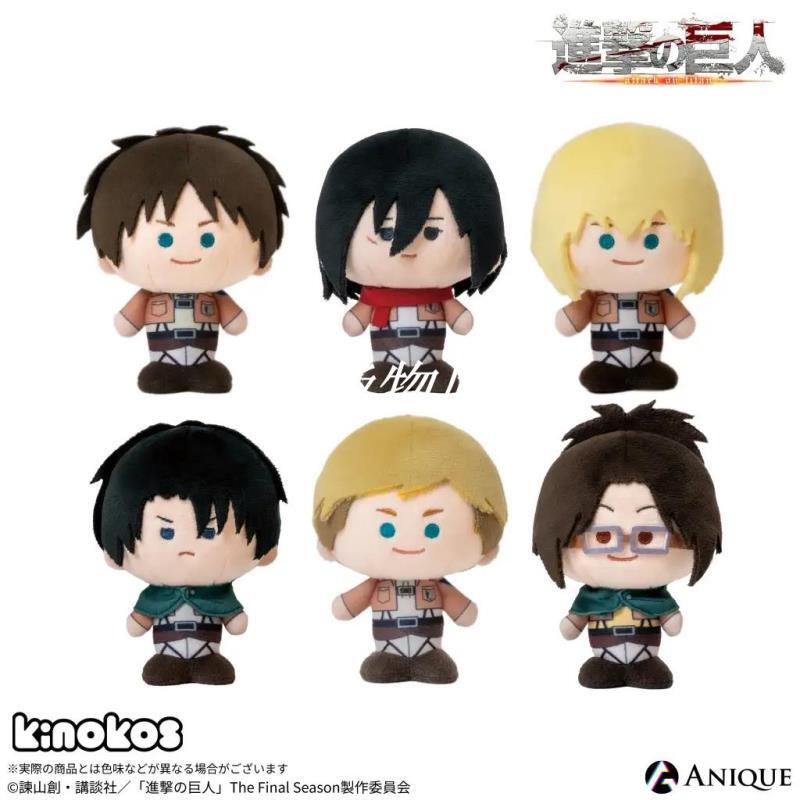 進撃の巨人
attack on titan
物
kinokos
※実際の商品とは色味などが異なる場合がございます
©諫山創・講談社／「進撃の巨人」The Final Season製作委員会
ANIQUE